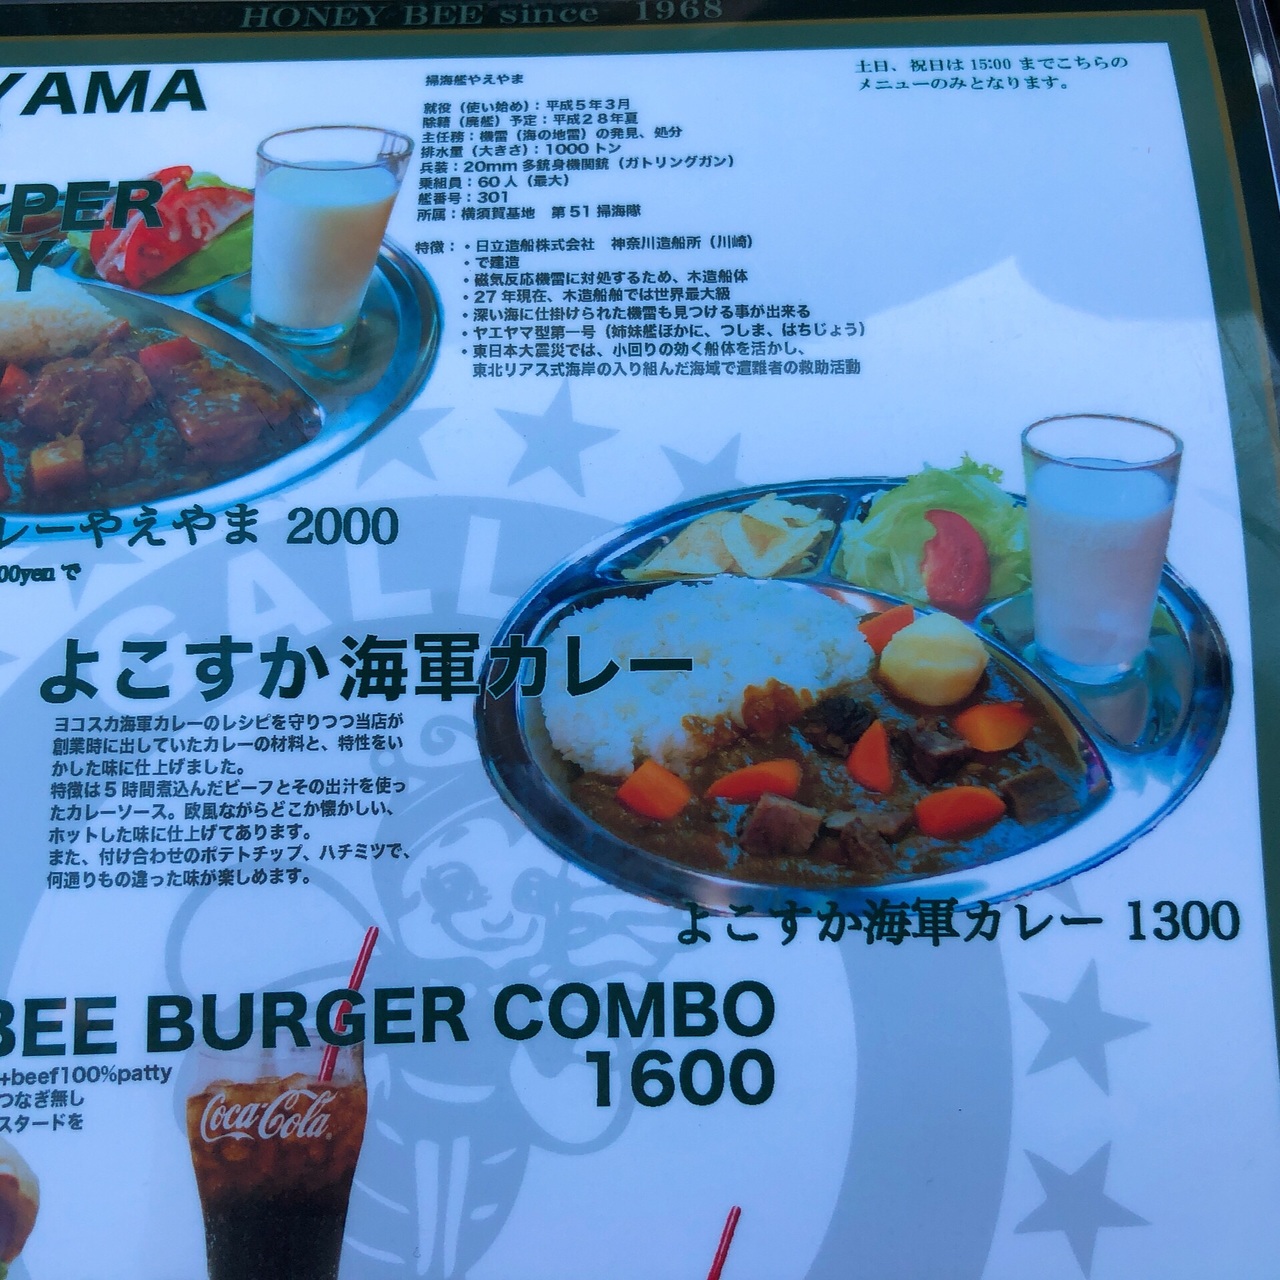 HONEY BEE since 1968
土日、祝日は 15:00 までこちらの
メニューのみとなります。
YAMA
EPER
Y
掃海艦やえやま
就役（使い始め）：平成５年３月
除籍（廃艦）予定：平成２８年夏
主任務：機雷（海の地雷）の発見、処分
排水量（大きさ）：1000 トン
兵装：20mm 多銃身機関銃（ガトリングガン）
乗組員：60 人（最大）
艦番号：301
所属：横須賀基地　第 51 掃海隊
特徴：・日立造船株式会社　神奈川造船所（川崎）
・で建造
・磁気反応機雷に対処するため、木造船体
・27 年現在、木造船舶では世界最大級
・深い海に仕掛けられた機雷も見つける事が出来る
・ヤエヤマ型第一号（姉妹艦ほかに、つしま、はちじょう）
・東日本大震災では、小回りの効く船体を活かし、
東北リアス式海岸の入り組んだ海域で遭難者の救助活動
レーやえやま 2000
00yen で
CALL
よこすか海軍カレー
ヨコスカ海軍カレーのレシピを守りつつ当店が
創業時に出していたカレーの材料と、特性をい
かした味に仕上げました。
特徴は 5 時間煮込んだビーフとその出汁を使っ
たカレーソース。欧風ながらどこか懐かしい、
ホットした味に仕上げてあります。
また、付け合わせのポテトチップ、ハチミツで、
何通りもの違った味が楽しめます。
よこすか海軍カレー 1300
BEE BURGER COMBO
1600
+beef100%patty
つなぎ無し
スタードを
Coca-Cola